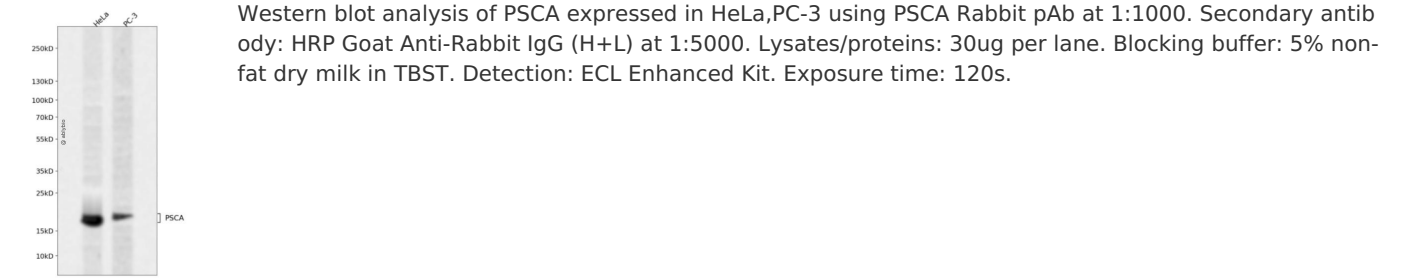 Western blot analysis of PSCA expressed in HeLa,PC-3 using PSCA Rabbit pAb at 1:1000. Secondary antib
ody: HRP Goat Anti-Rabbit IgG (H+L) at 1:5000. Lysates/proteins: 30ug per lane. Blocking buffer: 5% non-
fat dry milk in TBST. Detection: ECL Enhanced Kit. Exposure time: 120s.
HeLa
PC-3
250kD
130kD
100kD
70kD
55kD
35kD
25kD
PSCA
15kD
10kD